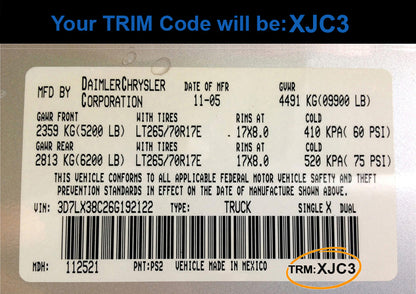 Your TRIM Code will be: XJC3
MFD BY DAIMLERCHRYSLER CORPORATION DATE OF MFR 11-05 GVWR 4491 KG(09900 LB)
GAWR FRONT WITH TIRES RIMS AT COLD
2359 KG(5200 LB) LT265/70R17E 17X8.0 410 KPA( 60 PSI)
GAWR REAR WITH TIRES RIMS AT COLD
2813 KG(6200 LB) LT265/70R17E 17X8.0 520 KPA( 75 PSI)
THIS VEHICLE CONFORMS TO ALL APPLICABLE FEDERAL MOTOR VEHICLE SAFETY AND THEFT
PREVENTION STANDARDS IN EFFECT ON THE DATE OF MANUFACTURE SHOWN ABOVE.
VIN: 3D7LX38C26G192122 TYPE: TRUCK SINGLE X DUAL
MDH: 112521 PNT:PS2 VEHICLE MADE IN MEXICO TRM:XJC3